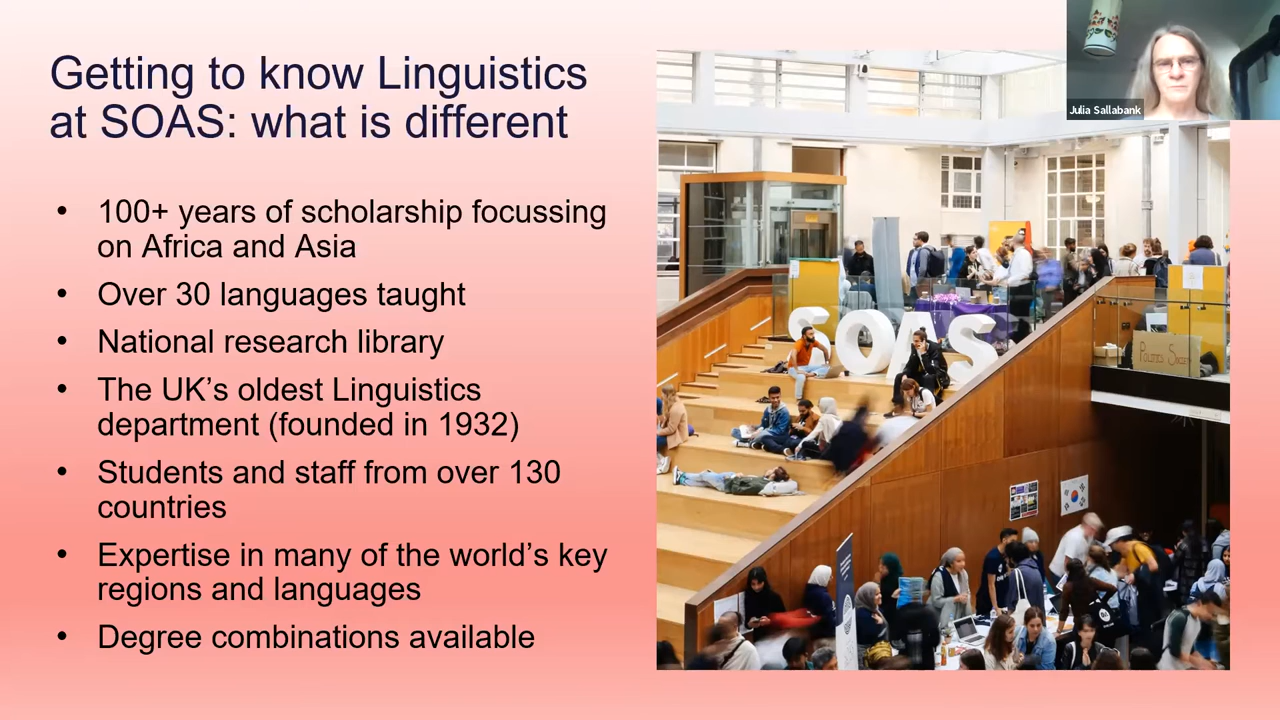 Getting to know Linguistics
at SOAS: what is different
• 100+ years of scholarship focussing
on Africa and Asia
• Over 30 languages taught
• National research library
• The UK’s oldest Linguistics
department (founded in 1932)
• Students and staff from over 130
countries
• Expertise in many of the world’s key
regions and languages
• Degree combinations available
Julia Sallabank
SOAS